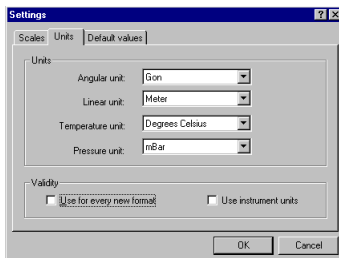 Settings
Scales Units Default values
Units
Angular unit: Gon
Linear unit: Meter
Temperature unit: Degrees Celsius
Pressure unit: mBar
Validity
Use for every new format Use instrument units
OK Cancel